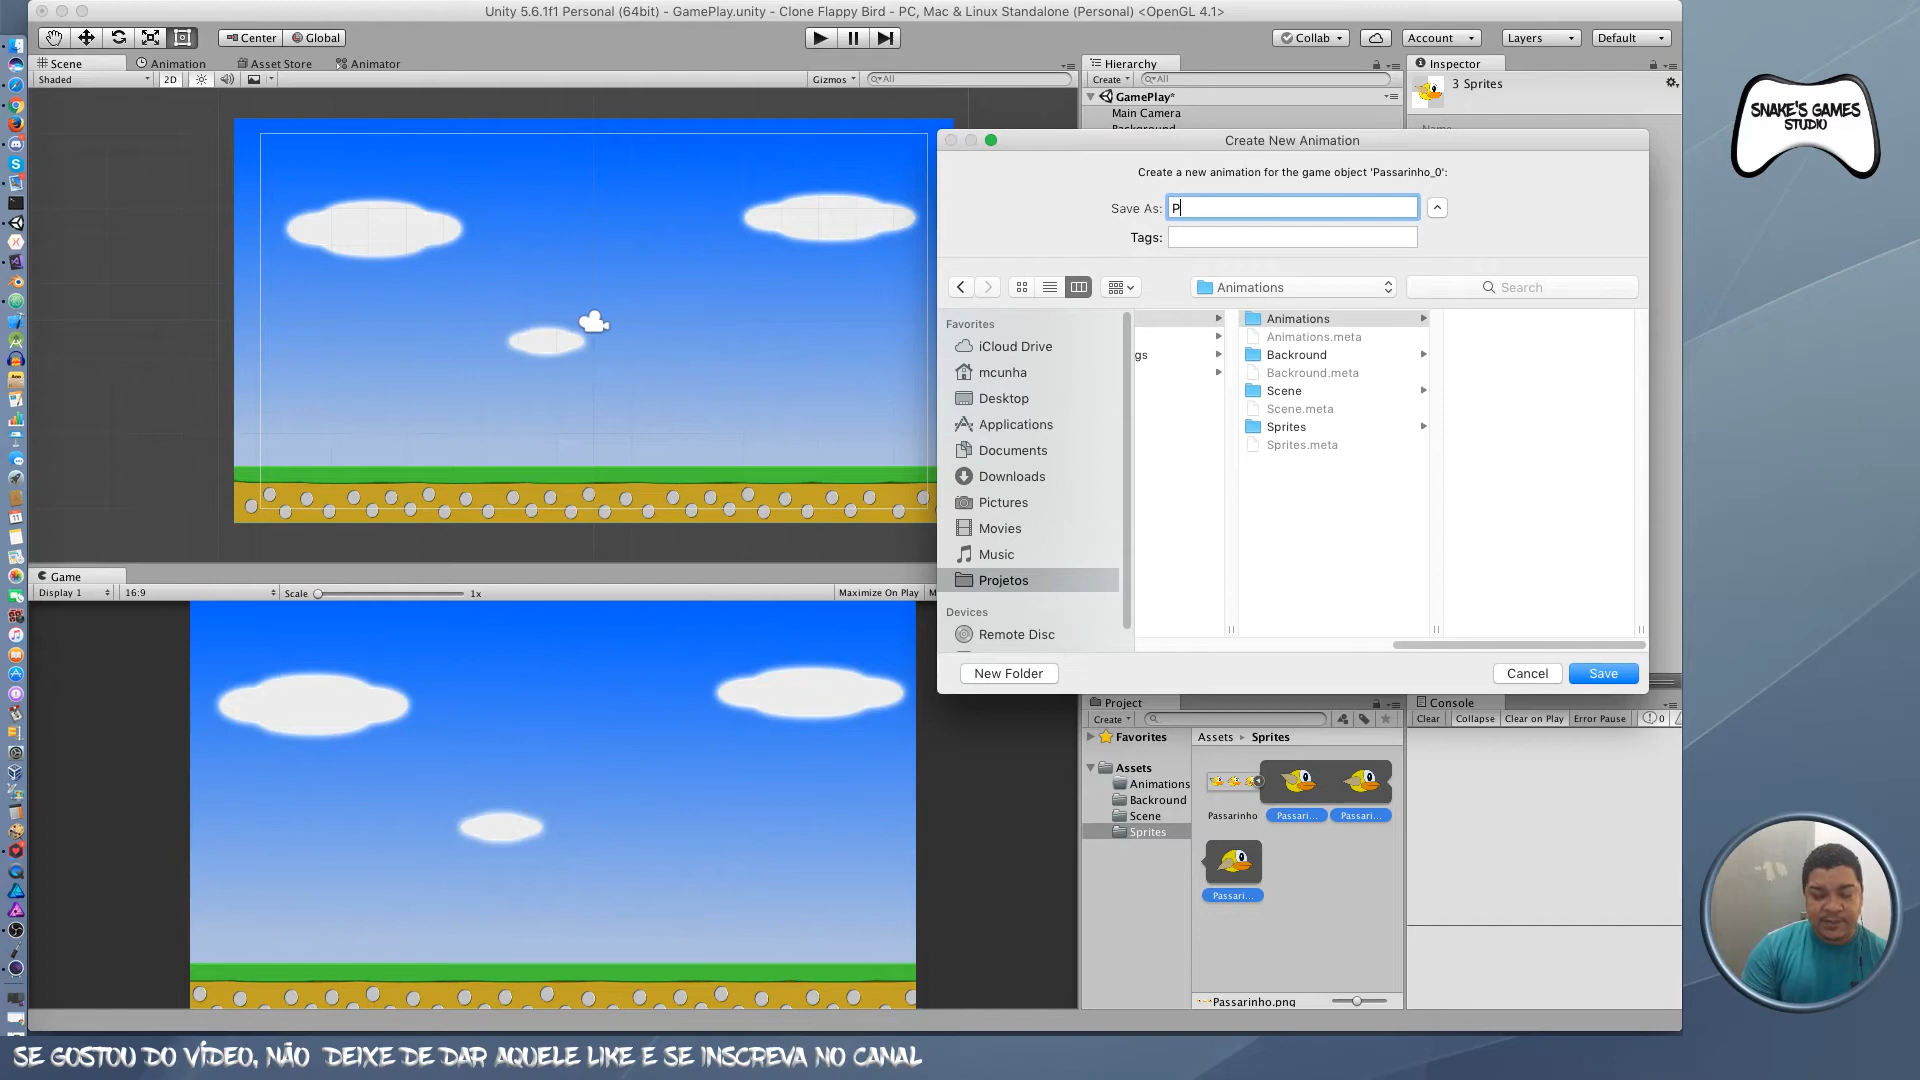 Unity 5.6.1f1 Personal (64bit) - GamePlay.unity - Clone Flappy Bird - PC, Mac & Linux Standalone (Personal) <OpenGL 4.1>
Center
Global
Collab
Account
Layers
Default
Scene
Animation
Asset Store
Animator
Hierarchy
Inspector
Shaded
2D
Gizmos
All
Create
All
3 Sprites
GamePlay*
Main Camera
Background
Name
SNAKE'S GAMES
STUDIO
Create New Animation
Create a new animation for the game object 'Passarinho_0':
Save As:
P
Tags:
Animations
Search
Favorites
iCloud Drive
mcunha
Desktop
Applications
Documents
Downloads
Pictures
Movies
Music
Projetos
Devices
Remote Disc
gs
Animations
Animations.meta
Backround
Backround.meta
Scene
Scene.meta
Sprites
Sprites.meta
New Folder
Cancel
Save
Game
Display 1
16:9
Scale
1x
Maximize On Play
M
Project
Console
Create
Clear
Collapse
Clear on Play
Error Pause
0
Favorites
Assets
Animations
Backround
Scene
Sprites
Assets
Sprites
Passarinho
Passari...
Passari...
Passari...
Passarinho.png
SE GOSTOU DO VÍDEO, NÃO DEIXE DE DAR AQUELE LIKE E SE INSCREVA NO CANAL